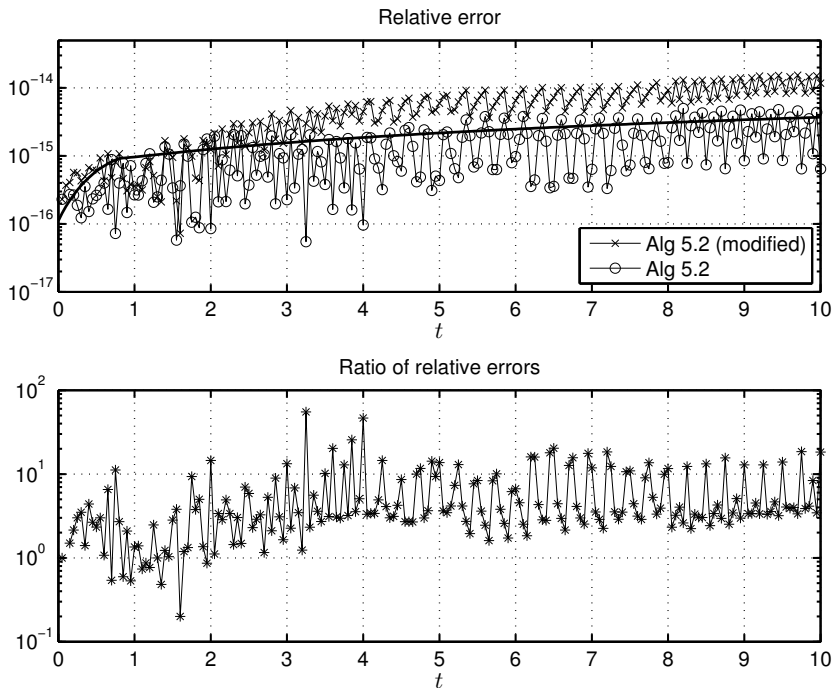 Relative error
10^-14
10^-15
10^-16
10^-17
Alg 5.2 (modified)
Alg 5.2
0 1 2 3 4 5 6 7 8 9 10
t
Ratio of relative errors
10^2
10^1
10^0
10^-1
0 1 2 3 4 5 6 7 8 9 10
t